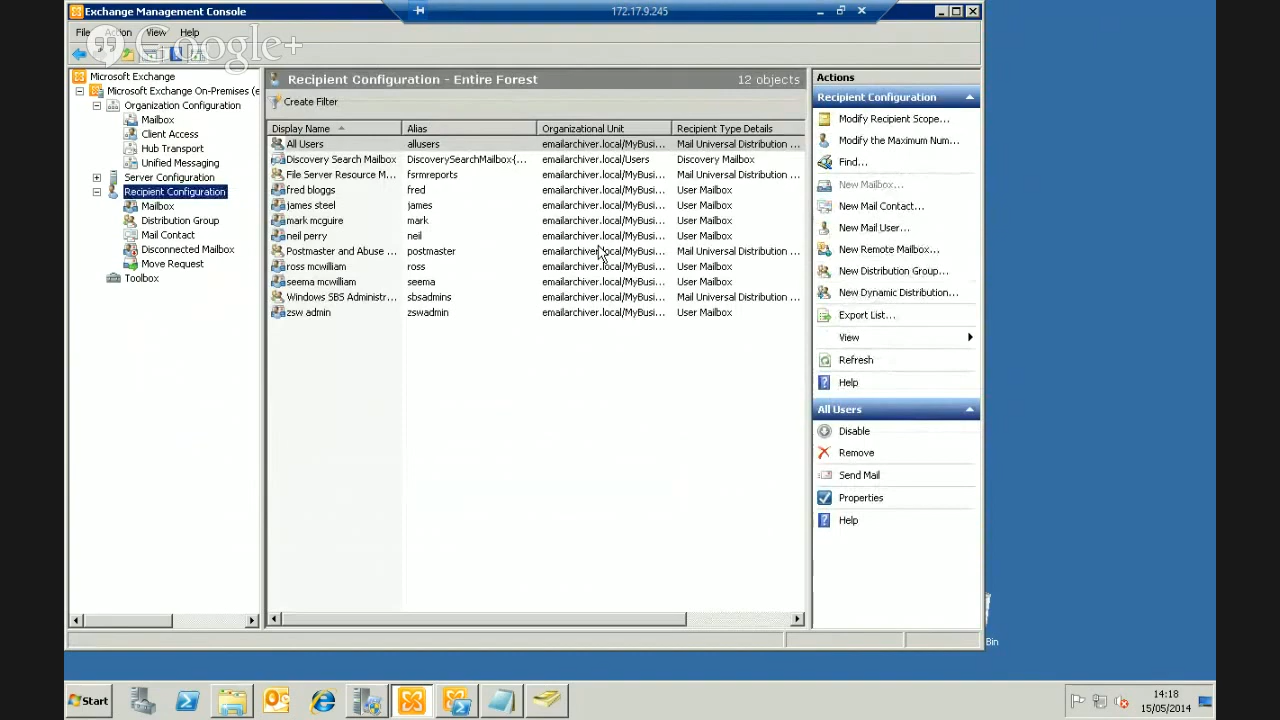 Exchange Management Console
172.17.9.245
File Action View Help
Google+
Microsoft Exchange
Microsoft Exchange On-Premises (e
Organization Configuration
Mailbox
Client Access
Hub Transport
Unified Messaging
Server Configuration
Recipient Configuration
Mailbox
Distribution Group
Mail Contact
Disconnected Mailbox
Move Request
Toolbox
Recipient Configuration - Entire Forest 12 objects
Create Filter
Display Name Alias Organizational Unit Recipient Type Details
All Users allusers emailarchiver.local/MyBusi... Mail Universal Distribution ...
Discovery Search Mailbox DiscoverySearchMailbox{... emailarchiver.local/Users Discovery Mailbox
File Server Resource M... fsrmreports emailarchiver.local/MyBusi... Mail Universal Distribution ...
fred bloggs fred emailarchiver.local/MyBusi... User Mailbox
james steel james emailarchiver.local/MyBusi... User Mailbox
mark mcguire mark emailarchiver.local/MyBusi... User Mailbox
neil perry neil emailarchiver.local/MyBusi... User Mailbox
Postmaster and Abuse ... postmaster emailarchiver.local/MyBusi... Mail Universal Distribution ...
ross mcwilliam ross emailarchiver.local/MyBusi... User Mailbox
seema mcwilliam seema emailarchiver.local/MyBusi... User Mailbox
Windows SBS Administr... sbsadmins emailarchiver.local/MyBusi... Mail Universal Distribution ...
zsw admin zswadmin emailarchiver.local/MyBusi... User Mailbox
Actions
Recipient Configuration
Modify Recipient Scope...
Modify the Maximum Num...
Find...
New Mailbox...
New Mail Contact...
New Mail User...
New Remote Mailbox...
New Distribution Group...
New Dynamic Distribution...
Export List...
View
Refresh
Help
All Users
Disable
Remove
Send Mail
Properties
Help
Bin
Start
14:18
15/05/2014